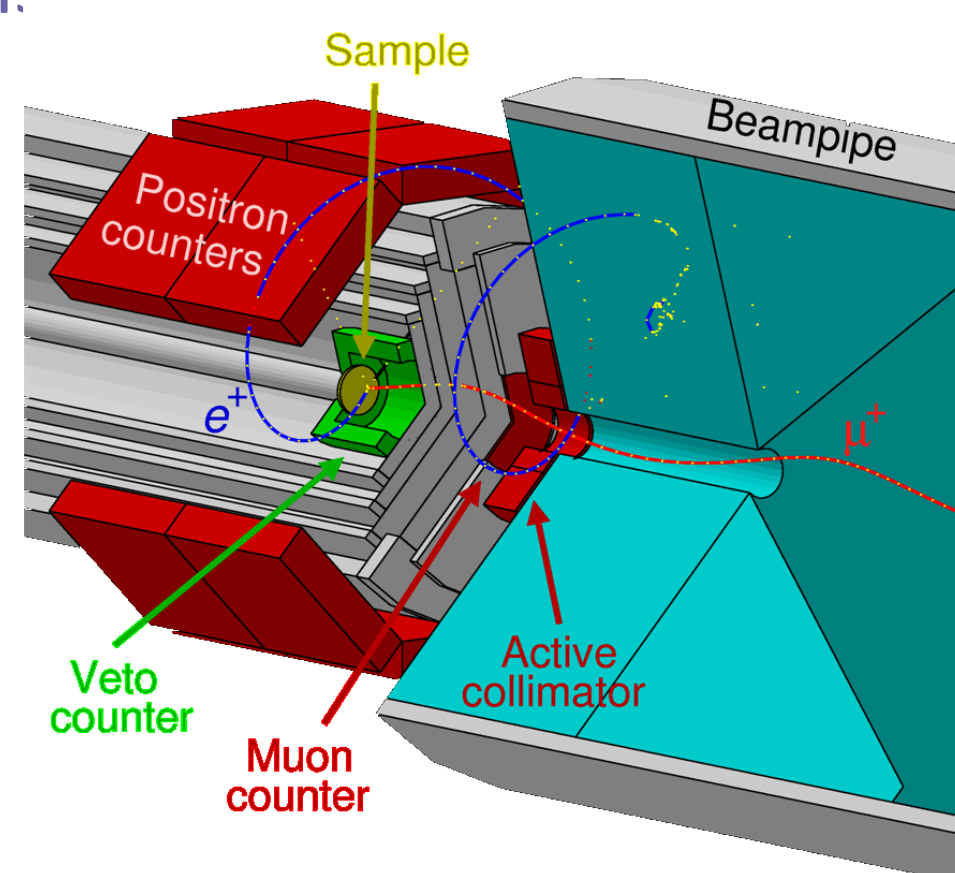 Sample
Beampipe
Positron
counters
e+
μ+
Active
collimator
Veto
counter
Muon
counter